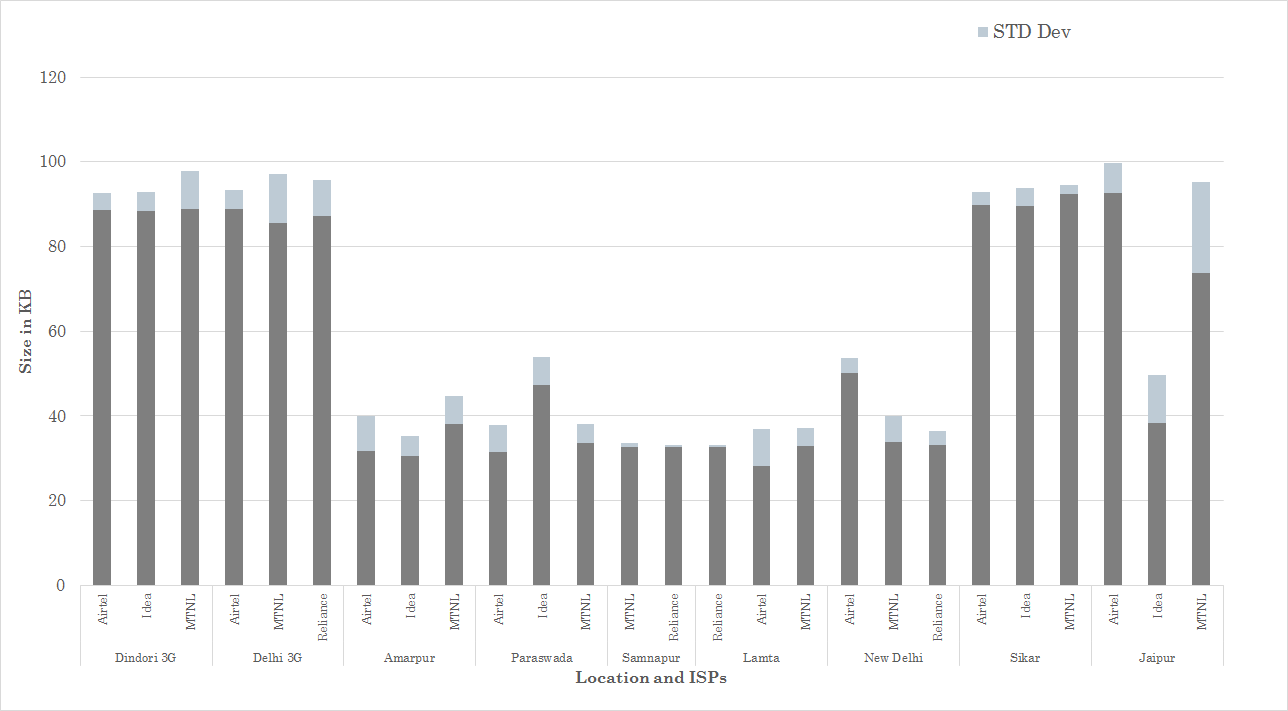 STD Dev
120
100
80
60
40
20
0
Size in KB
Airtel Idea MTNL Airtel MTNL Reliance Airtel Idea MTNL Airtel Idea MTNL MTNL Reliance Reliance Airtel MTNL Airtel MTNL Reliance Airtel Idea MTNL Airtel Idea MTNL
Dindori 3G Delhi 3G Amarpur Paraswada Samnapur Lamta New Delhi Sikar Jaipur
Location and ISPs